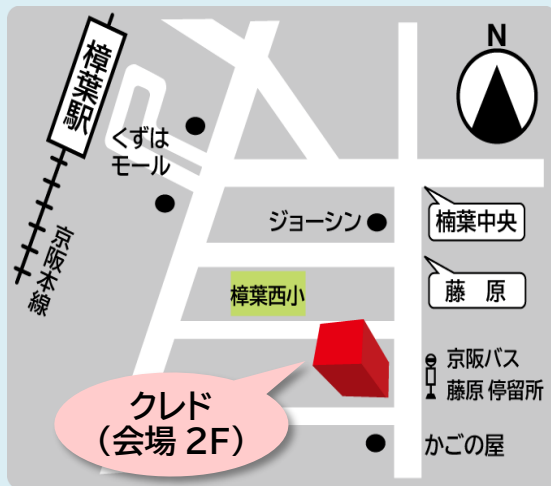 N
樟葉駅
くずは
モール
京阪本線
ジョーシン
楠葉中央
藤 原
樟葉西小
京阪バス
藤原 停留所
クレド
（会場 2F）
かごの屋